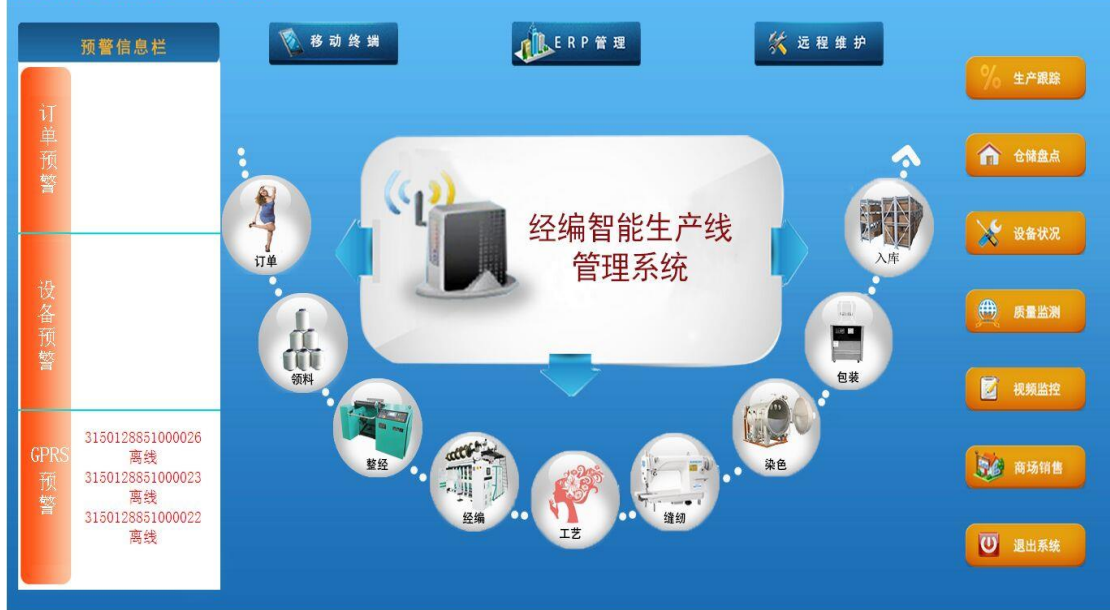 预警信息栏
移动终端
ERP管理
远程维护
订单预警
设备预警
GPRS预警
3150128851000026
离线
3150128851000023
离线
3150128851000022
离线
经编智能生产线
管理系统
订单
领料
整经
经编
工艺
缝纫
染色
包装
入库
生产跟踪
仓储盘点
设备状况
质量监测
视频监控
商场销售
退出系统